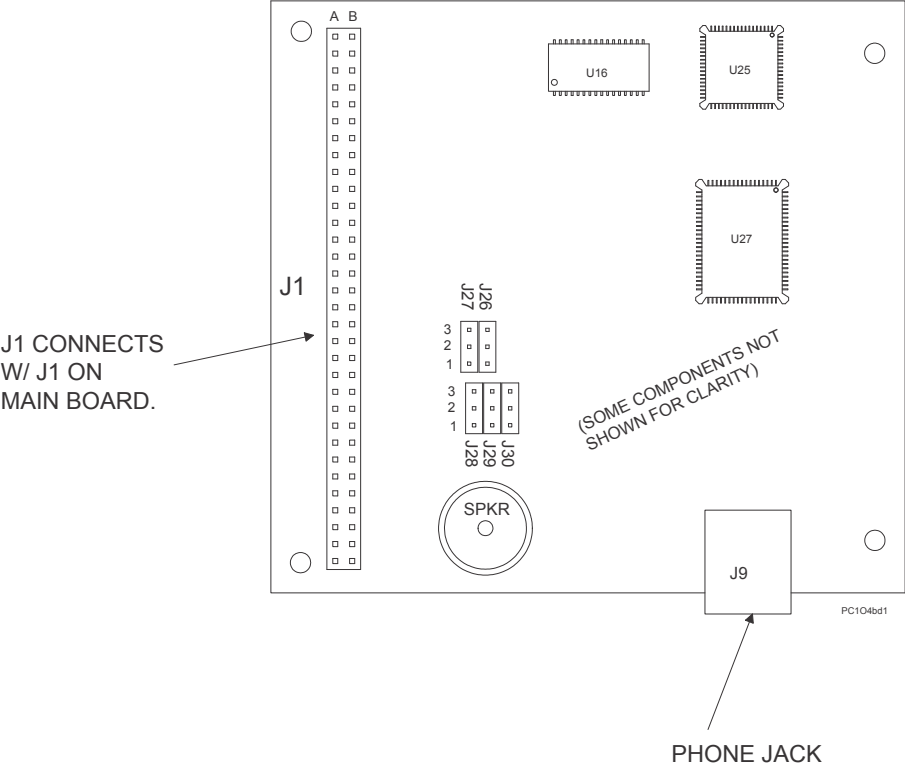 A B
U16
U25
U27
J1
J27
J26
3
2
1
J1 CONNECTS
W/ J1 ON
MAIN BOARD.
(SOME COMPONENTS NOT
SHOWN FOR CLARITY)
3
2
1
J28
J29
J30
SPKR
J9
PC1O4bd1
PHONE JACK